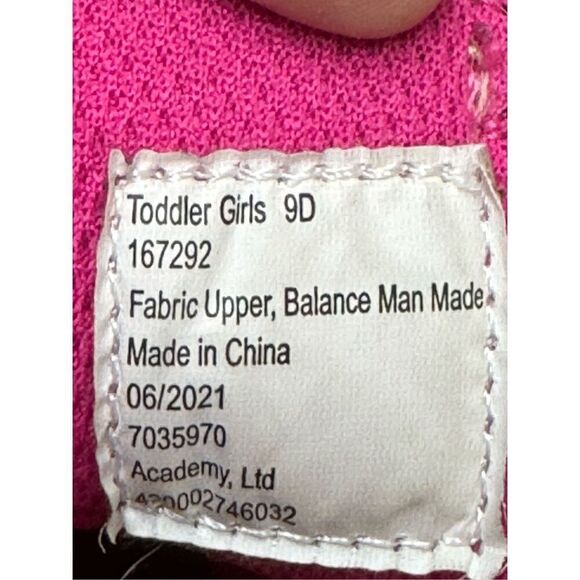 Toddler Girls 9D
167292
Fabric Upper, Balance Man Made
Made in China
06/2021
7035970
Academy, Ltd